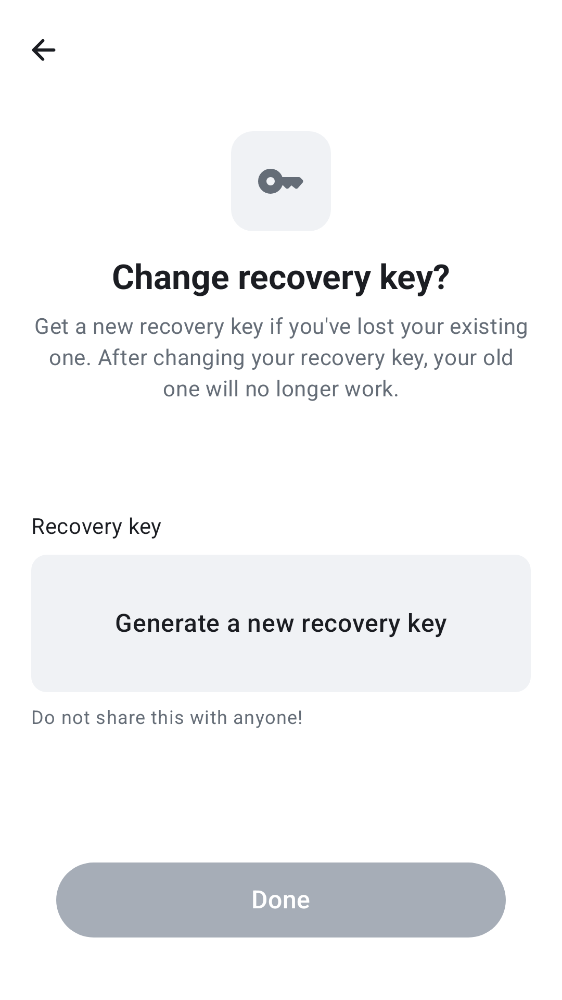 Change recovery key?
Get a new recovery key if you've lost your existing
one. After changing your recovery key, your old
one will no longer work.
Recovery key
Generate a new recovery key
Do not share this with anyone!
Done